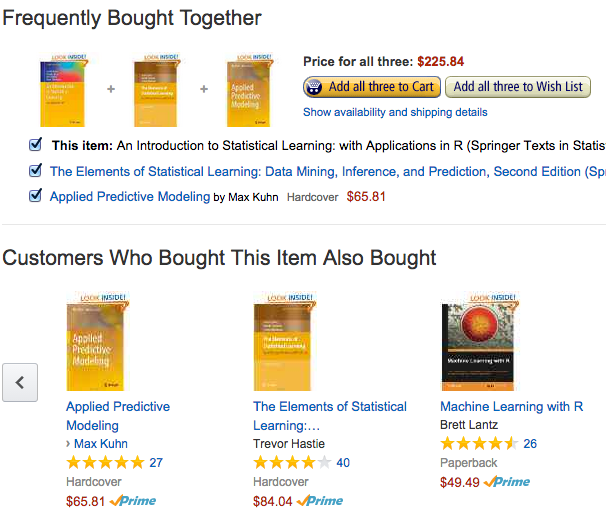 Frequently Bought Together
LOOK INSIDE!
LOOK INSIDE!
LOOK INSIDE!
The Elements of
Statistical Learning
Applied
Predictive
Modeling
+
+
Price for all three: $225.84
Add all three to Cart
Add all three to Wish List
Show availability and shipping details
This item: An Introduction to Statistical Learning: with Applications in R (Springer Texts in Statis
The Elements of Statistical Learning: Data Mining, Inference, and Prediction, Second Edition (Sp
Applied Predictive Modeling by Max Kuhn Hardcover $65.81
Customers Who Bought This Item Also Bought
LOOK INSIDE!
LOOK INSIDE!
LOOK INSIDE!
Applied
Predictive
Modeling
The Elements of
Statistical Learning
Machine Learning with R
Applied Predictive
Modeling
› Max Kuhn
27
Hardcover
$65.81 Prime
The Elements of Statistical
Learning:…
Trevor Hastie
40
Hardcover
$84.04 Prime
Machine Learning with R
Brett Lantz
26
Paperback
$49.49 Prime